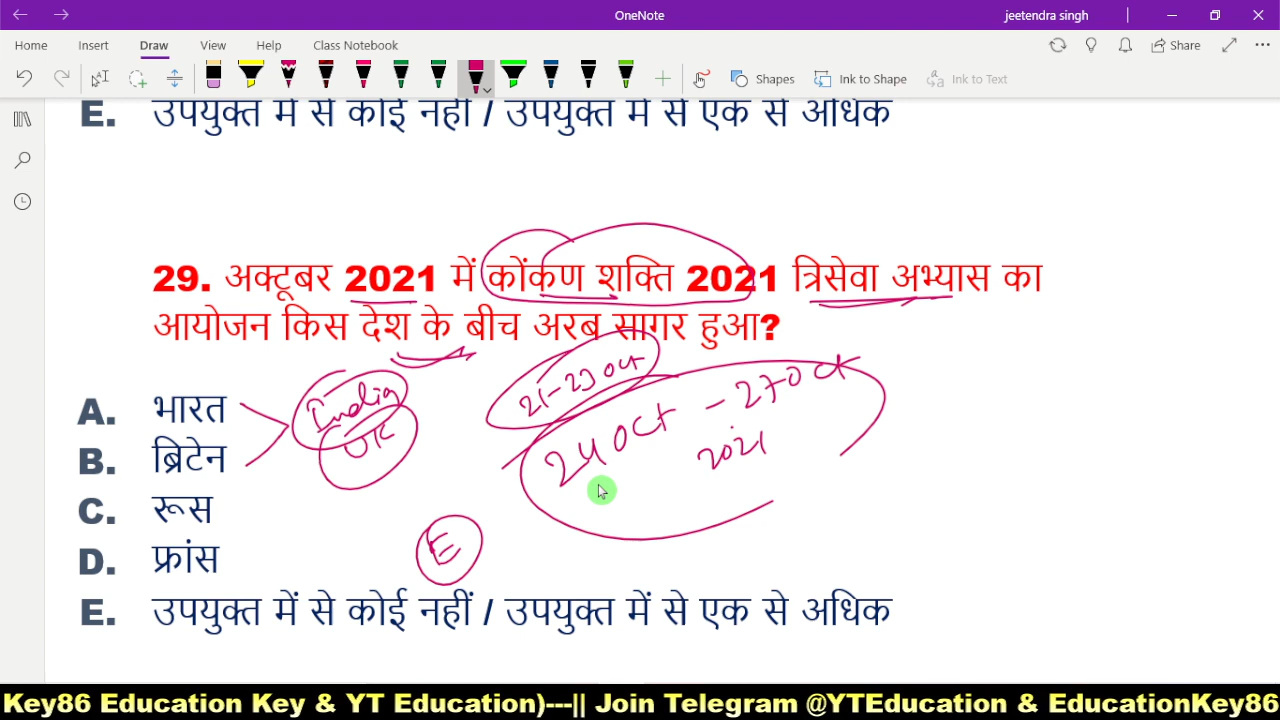 OneNote
jeetendra singh
Home Insert Draw View Help Class Notebook Share
Shapes Ink to Shape Ink to Text
E. उपयुक्त में से कोई नहीं / उपयुक्त में से एक से अधिक
29. अक्टूबर 2021 में कोंकण शक्ति 2021 त्रिसेवा अभ्यास का
आयोजन किस देश के बीच अरब सागर हुआ?
21-23 Oct
24 Oct - 27 Oct
2021
A. भारत
India
B. ब्रिटेन
UK
C. रूस
D. फ्रांस
E
E. उपयुक्त में से कोई नहीं / उपयुक्त में से एक से अधिक
Key86 Education Key & YT Education)---|| Join Telegram @YTEducation & EducationKey86